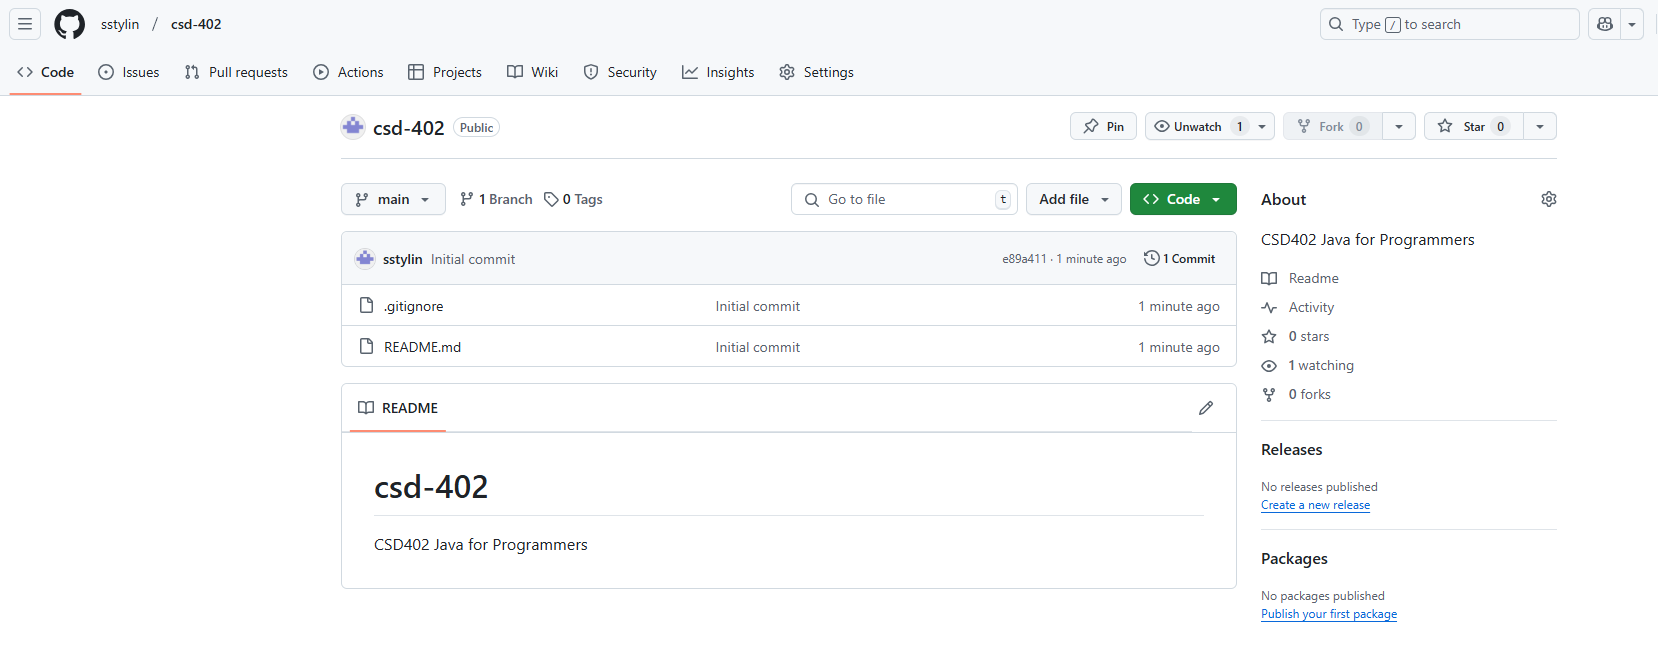 sstylin / csd-402
Type / to search
Code Issues Pull requests Actions Projects Wiki Security Insights Settings
csd-402 Public
Pin Unwatch 1 Fork 0 Star 0
main 1 Branch 0 Tags Go to file t Add file Code
sstylin Initial commit e89a411 · 1 minute ago 1 Commit
.gitignore Initial commit 1 minute ago
README.md Initial commit 1 minute ago
README
csd-402
CSD402 Java for Programmers
About
CSD402 Java for Programmers
Readme
Activity
0 stars
1 watching
0 forks
Releases
No releases published
Create a new release
Packages
No packages published
Publish your first package